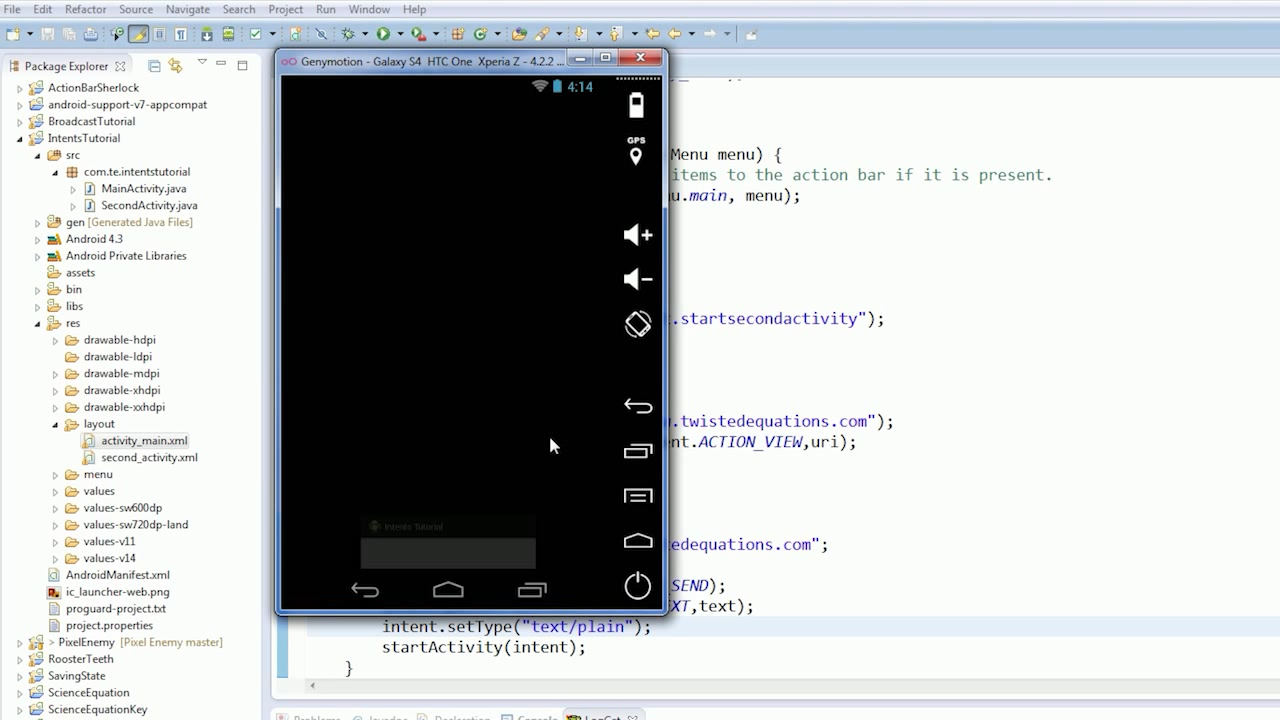 File Edit Refactor Source Navigate Search Project Run Window Help
Package Explorer
ActionBarSherlock
android-support-v7-appcompat
BroadcastTutorial
IntentsTutorial
src
com.te.intentstutorial
MainActivity.java
SecondActivity.java
gen [Generated Java Files]
Android 4.3
Android Private Libraries
assets
bin
libs
res
drawable-hdpi
drawable-ldpi
drawable-mdpi
drawable-xhdpi
drawable-xxhdpi
layout
activity_main.xml
second_activity.xml
menu
values
values-sw600dp
values-sw720dp-land
values-v11
values-v14
AndroidManifest.xml
ic_launcher-web.png
proguard-project.txt
project.properties
> PixelEnemy [Pixel Enemy master]
RoosterTeeth
SavingState
ScienceEquation
ScienceEquationKey
Genymotion - Galaxy S4 HTC One Xperia Z - 4.2.2 ...
4:14
GPS
Intents Tutorial
Menu menu) {
items to the action bar if it is present.
u.main, menu);
.startsecondactivity");
.twistedequations.com");
nt.ACTION_VIEW,uri);
edequations.com";
SEND);
XT,text);
intent.setType("text/plain");
startActivity(intent);
}
Problems Javadoc Declaration Console LogCat